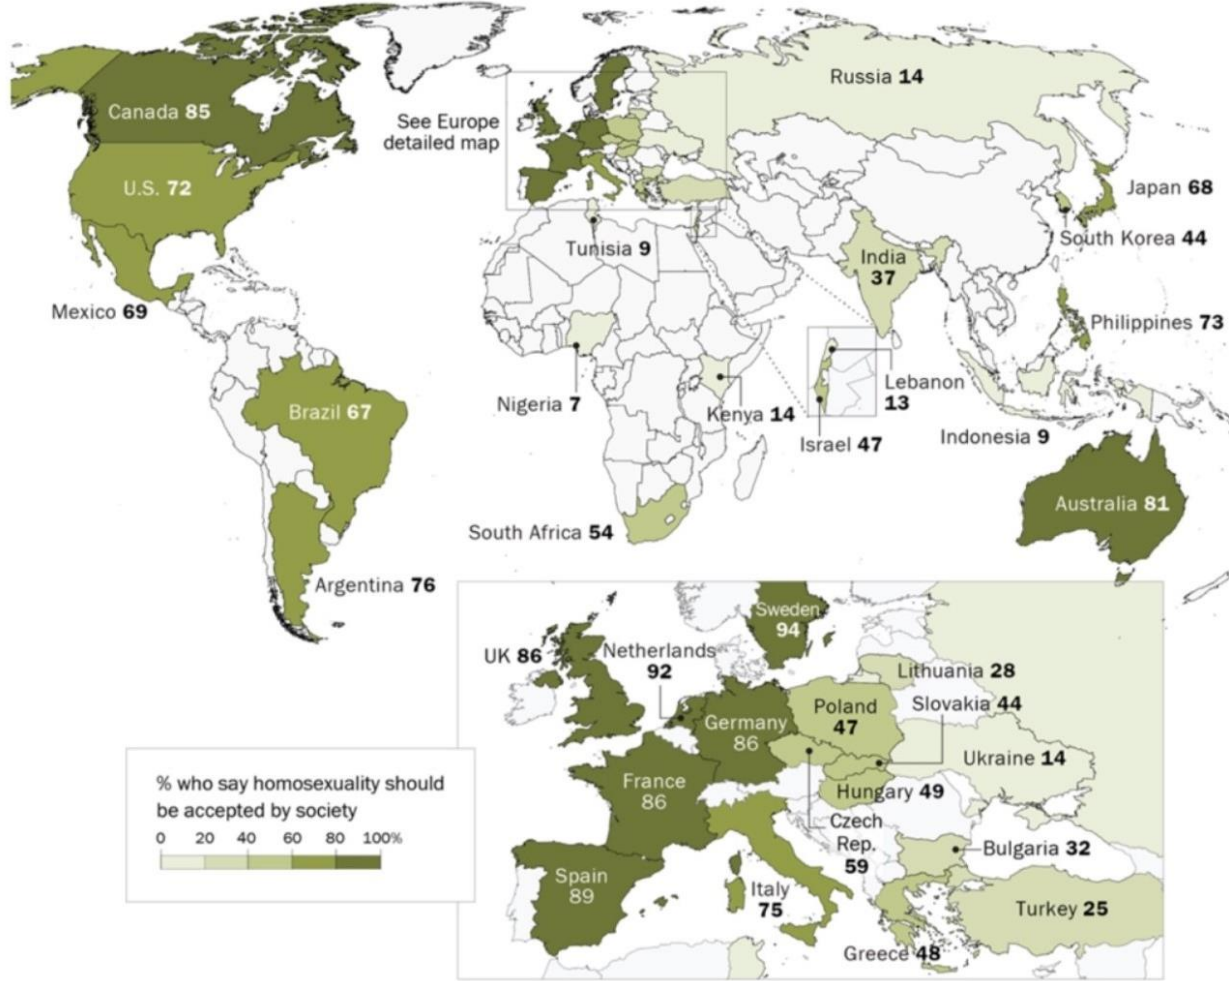 Canada 85
U.S. 72
Mexico 69
Brazil 67
Argentina 76
See Europe
detailed map
Russia 14
Japan 68
South Korea 44
Tunisia 9
India
37
Philippines 73
Nigeria 7
Kenya 14
Lebanon
13
Israel 47
Indonesia 9
South Africa 54
Australia 81
Sweden
94
UK 86
Netherlands
92
Lithuania 28
Poland
47
Slovakia 44
Germany
86
Ukraine 14
France
86
Hungary 49
Czech
Rep.
59
Bulgaria 32
Spain
89
Italy
75
Turkey 25
Greece 48
% who say homosexuality should
be accepted by society
0 20 40 60 80 100%